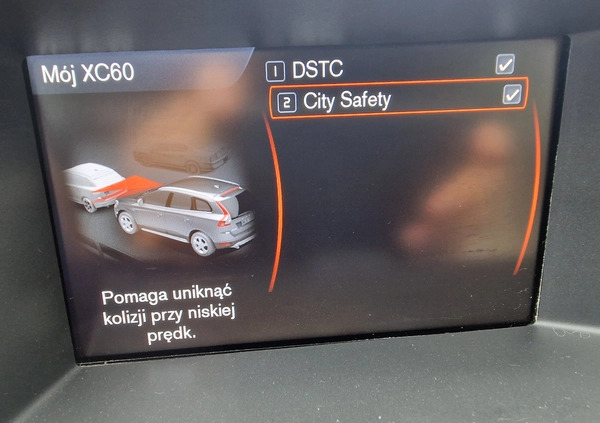 Mój XC60
1 DSTC
2 City Safety
Pomaga uniknąć
kolizji przy niskiej
prędk.